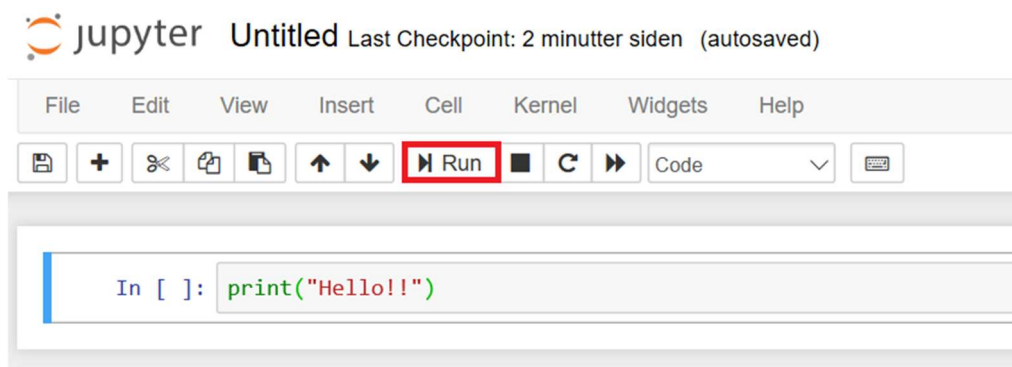 jupyter Untitled Last Checkpoint: 2 minutter siden (autosaved)
File Edit View Insert Cell Kernel Widgets Help
Run Code
In [ ]: print("Hello!!")